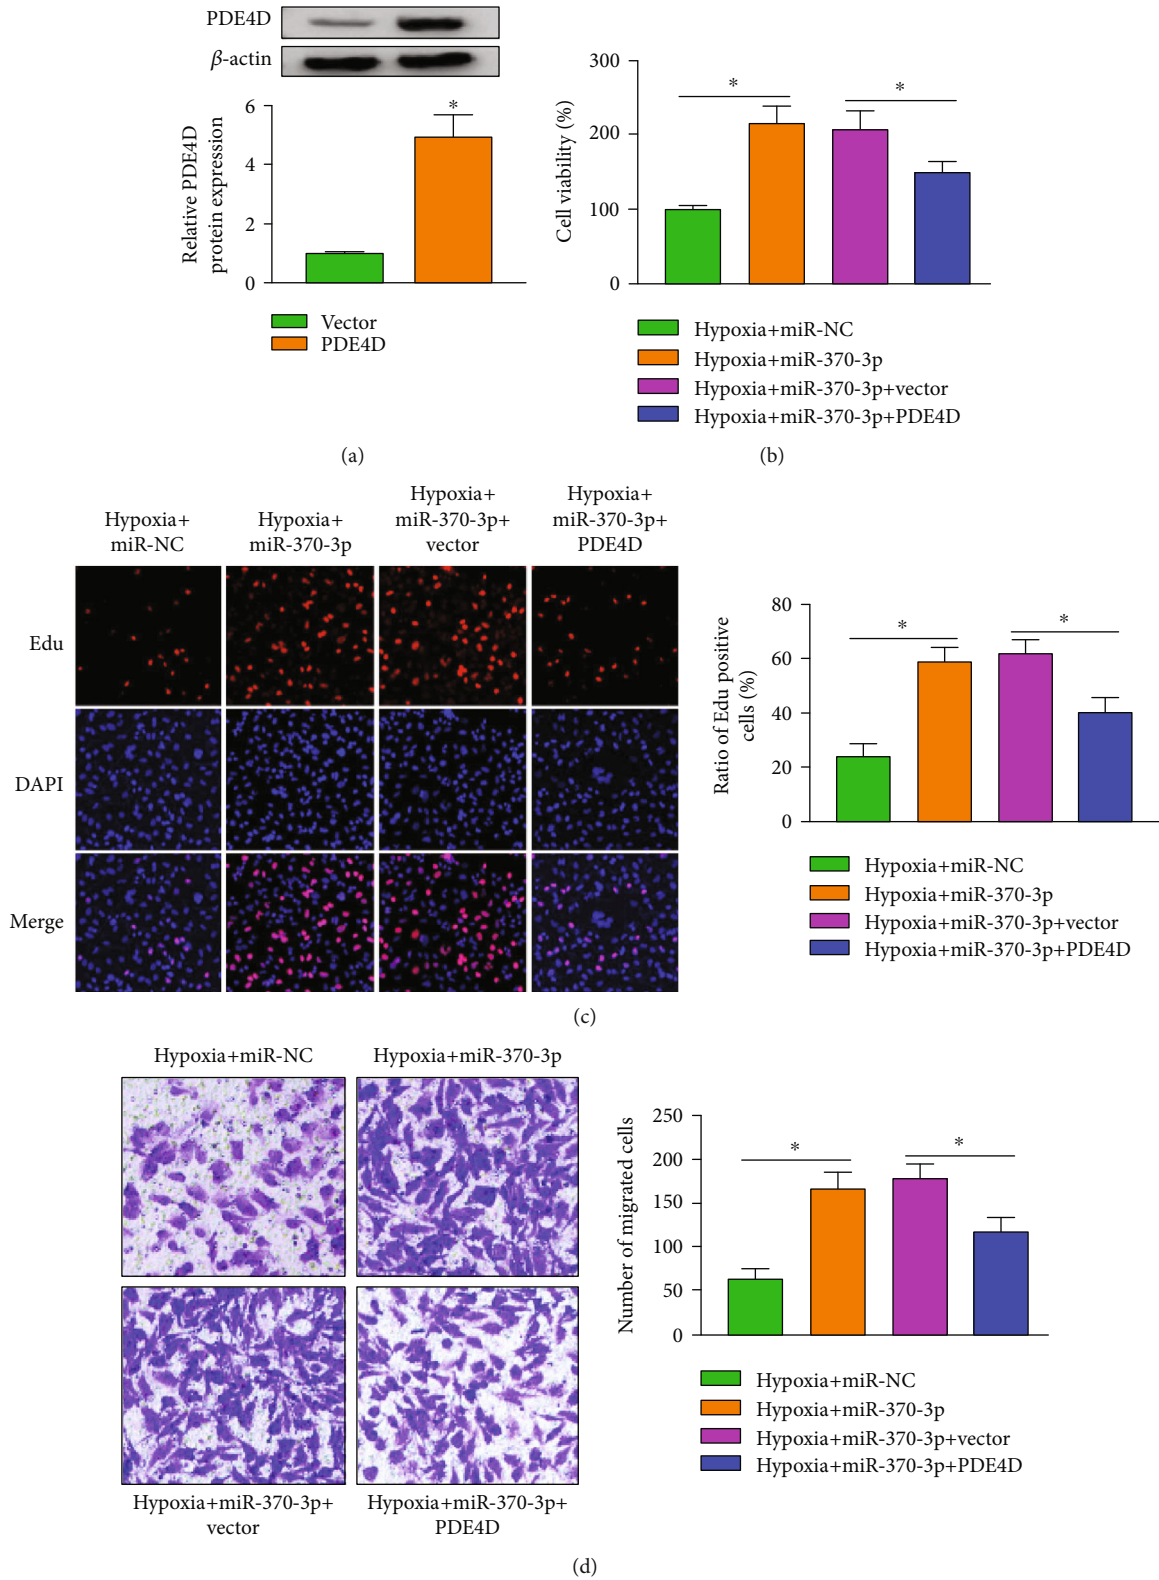 PDE4D
β-actin
*
6
4
2
0
Relative PDE4D
protein expression
Vector
PDE4D
(a)
300
200
100
0
Cell viability (%)
*
*
Hypoxia+miR-NC
Hypoxia+miR-370-3p
Hypoxia+miR-370-3p+vector
Hypoxia+miR-370-3p+PDE4D
(b)
Hypoxia+
miR-NC
Hypoxia+
miR-370-3p
Hypoxia+
miR-370-3p+
vector
Hypoxia+
miR-370-3p+
PDE4D
Edu
DAPI
Merge
80
60
40
20
0
Ratio of Edu positive
cells (%)
*
*
Hypoxia+miR-NC
Hypoxia+miR-370-3p
Hypoxia+miR-370-3p+vector
Hypoxia+miR-370-3p+PDE4D
(c)
Hypoxia+miR-NC
Hypoxia+miR-370-3p
Hypoxia+miR-370-3p+
vector
Hypoxia+miR-370-3p+
PDE4D
250
200
150
100
50
0
Number of migrated cells
*
*
Hypoxia+miR-NC
Hypoxia+miR-370-3p
Hypoxia+miR-370-3p+vector
Hypoxia+miR-370-3p+PDE4D
(d)